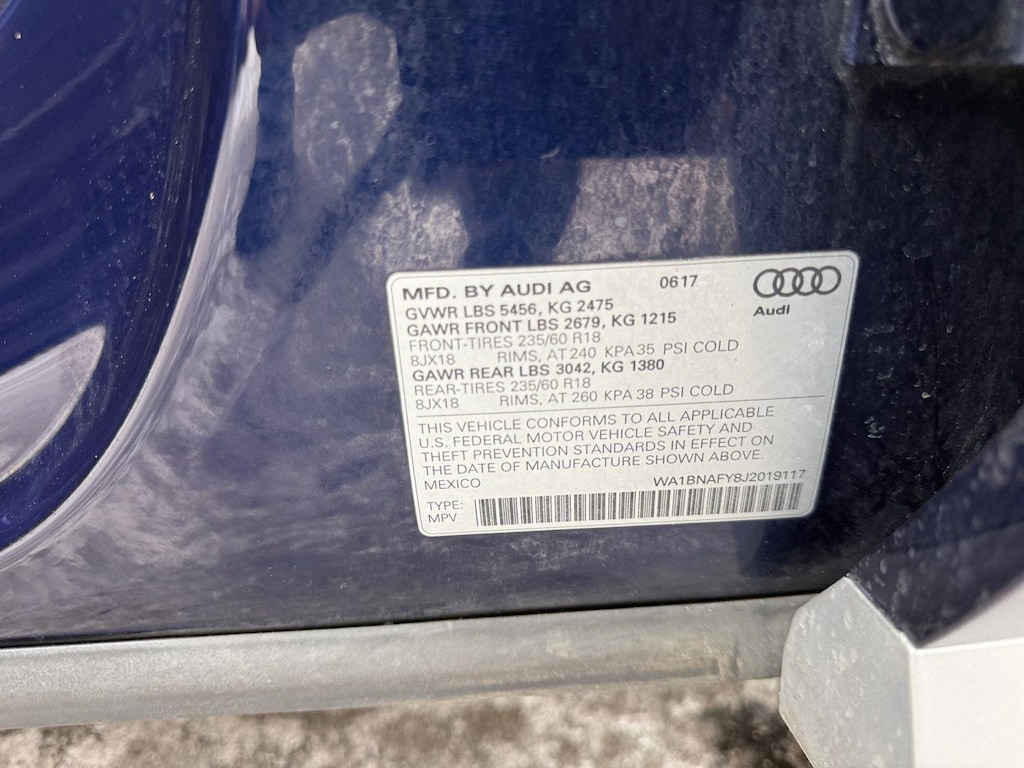 MFD. BY AUDI AG 0617
GVWR LBS 5456, KG 2475
GAWR FRONT LBS 2679, KG 1215
FRONT-TIRES 235/60 R18
8JX18 RIMS, AT 240 KPA 35 PSI COLD
GAWR REAR LBS 3042, KG 1380
REAR-TIRES 235/60 R18
8JX18 RIMS, AT 260 KPA 38 PSI COLD
Audi
THIS VEHICLE CONFORMS TO ALL APPLICABLE
U.S. FEDERAL MOTOR VEHICLE SAFETY AND
THEFT PREVENTION STANDARDS IN EFFECT ON
THE DATE OF MANUFACTURE SHOWN ABOVE.
MEXICO WA1BNAFY8J2019117
TYPE:
MPV